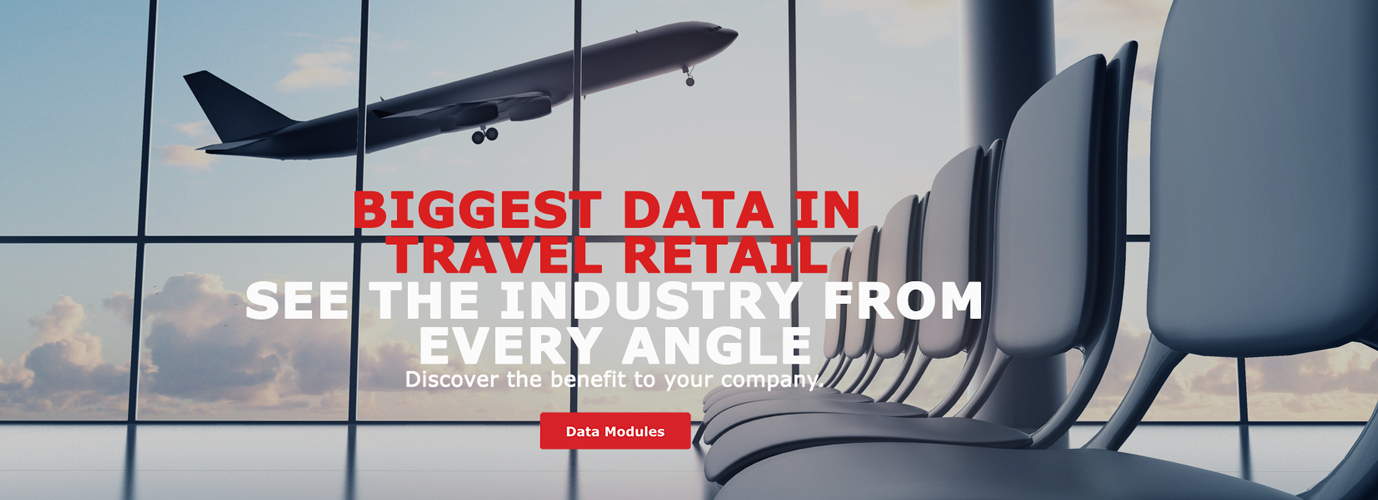 BIGGEST DATA IN
TRAVEL RETAIL
SEE THE INDUSTRY FROM
EVERY ANGLE
Discover the benefit to your company.
Data Modules